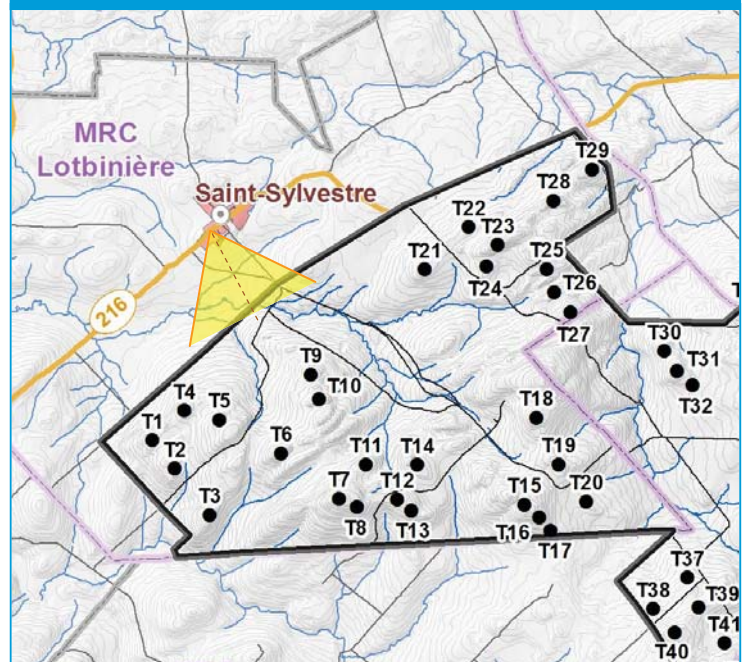 MRC
Lotbinière
Saint-Sylvestre
216
T29
T28
T22
T23
T21
T24
T25
T26
T27
T30
T31
T32
T9
T10
T4
T5
T1
T2
T3
T6
T11
T14
T7
T8
T12
T13
T18
T19
T15
T20
T16
T17
T37
T38
T39
T40
T41